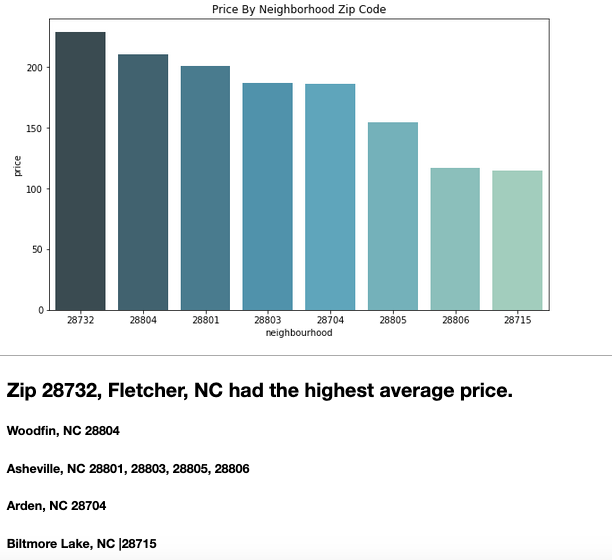 Price By Neighborhood Zip Code
price
200
150
100
50
0
28732 28804 28801 28803 28704 28805 28806 28715
neighbourhood
Zip 28732, Fletcher, NC had the highest average price.
Woodfin, NC 28804
Asheville, NC 28801, 28803, 28805, 28806
Arden, NC 28704
Biltmore Lake, NC |28715